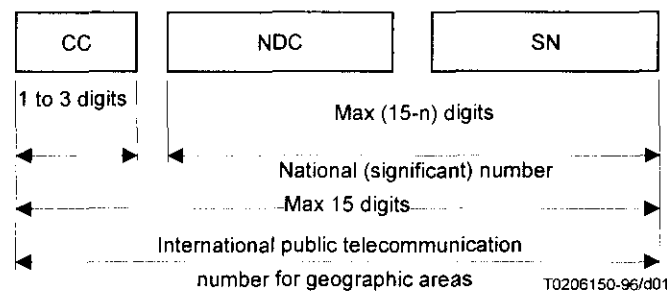 CC NDC SN
1 to 3 digits
Max (15-n) digits
National (significant) number
Max 15 digits
International public telecommunication
number for geographic areas
T0206150-96/d01